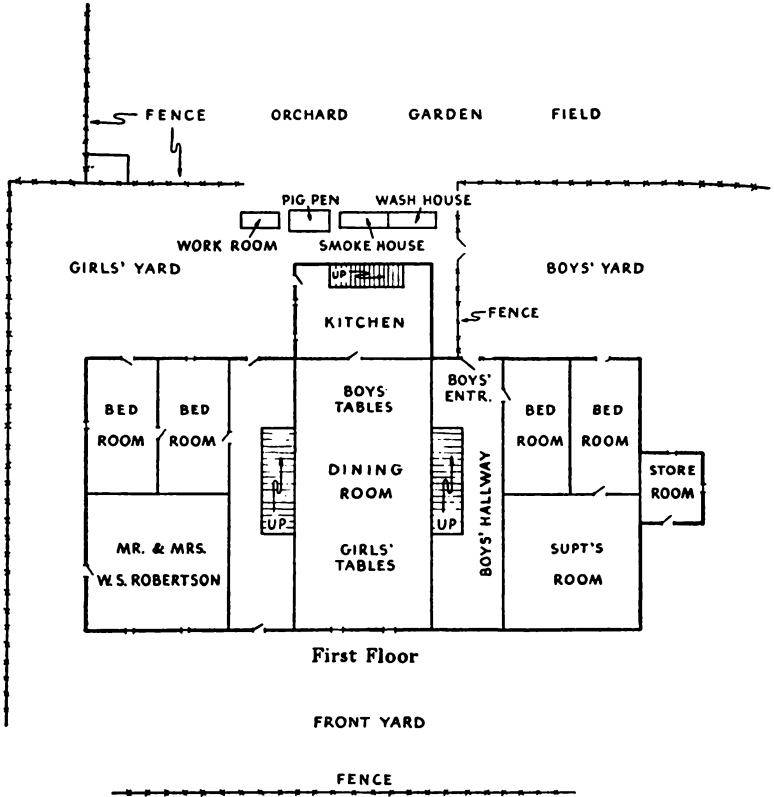 FENCE
ORCHARD
GARDEN
FIELD
PIG PEN
WASH HOUSE
WORK ROOM
SMOKE HOUSE
GIRLS' YARD
BOYS' YARD
UP
KITCHEN
FENCE
BED
ROOM
BED
ROOM
BOYS'
TABLES
BOYS'
ENTR.
BED
ROOM
BED
ROOM
DINING
ROOM
STORE
ROOM
UP
UP
BOYS' HALLWAY
GIRLS'
TABLES
MR. & MRS.
W.S. ROBERTSON
SUPT'S
ROOM
First Floor
FRONT YARD
FENCE